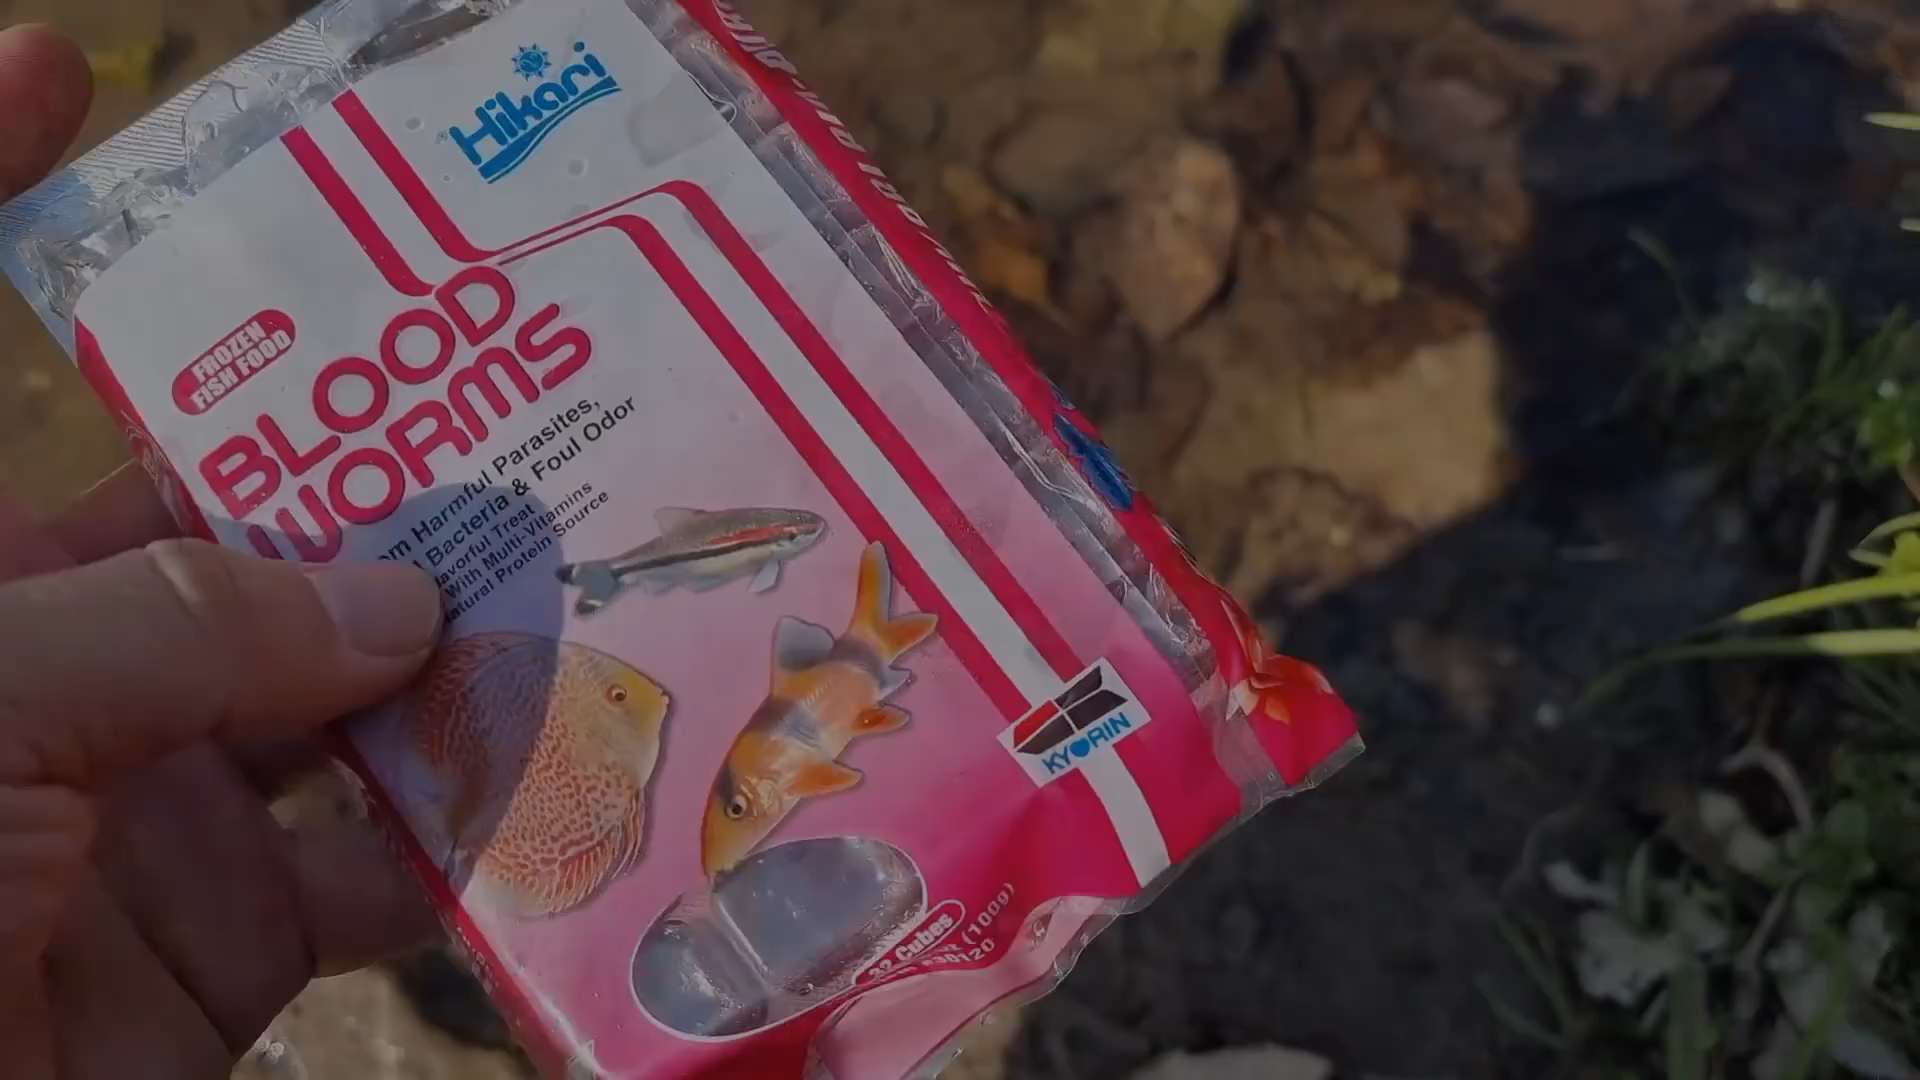 Hikari
FROZEN
FISH FOOD
BLOOD
WORMS
Harmful Parasites,
Bacteria & Foul Odor
Treat
With Multi-Vitamins
Protein Source
KYORIN
Cubes
(100g)